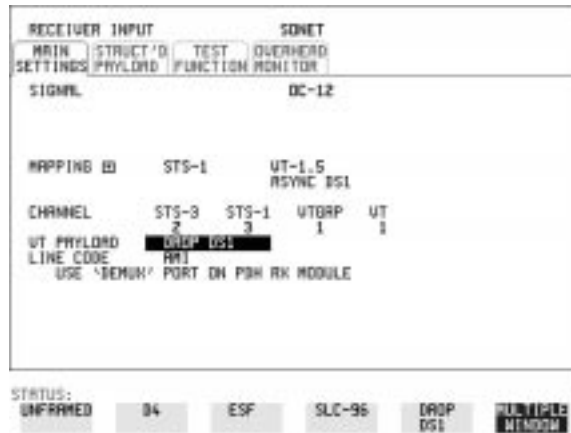 RECEIVER INPUT SONET
MAIN SETTINGS STRUCT'D PAYLOAD TEST FUNCTION OVERHEAD MONITOR
SIGNAL OC-12
MAPPING STS-1 VT-1.5
ASYNC DS1
CHANNEL STS-3 STS-1 VTGRP VT
2 3 1 1
VT PAYLOAD DROP DS1
LINE CODE AMI
USE 'DEMUX' PORT ON PDH RX MODULE
STATUS:
UNFRAMED D4 ESF SLC-96 DROP DS1 MULTIPLE WINDOW